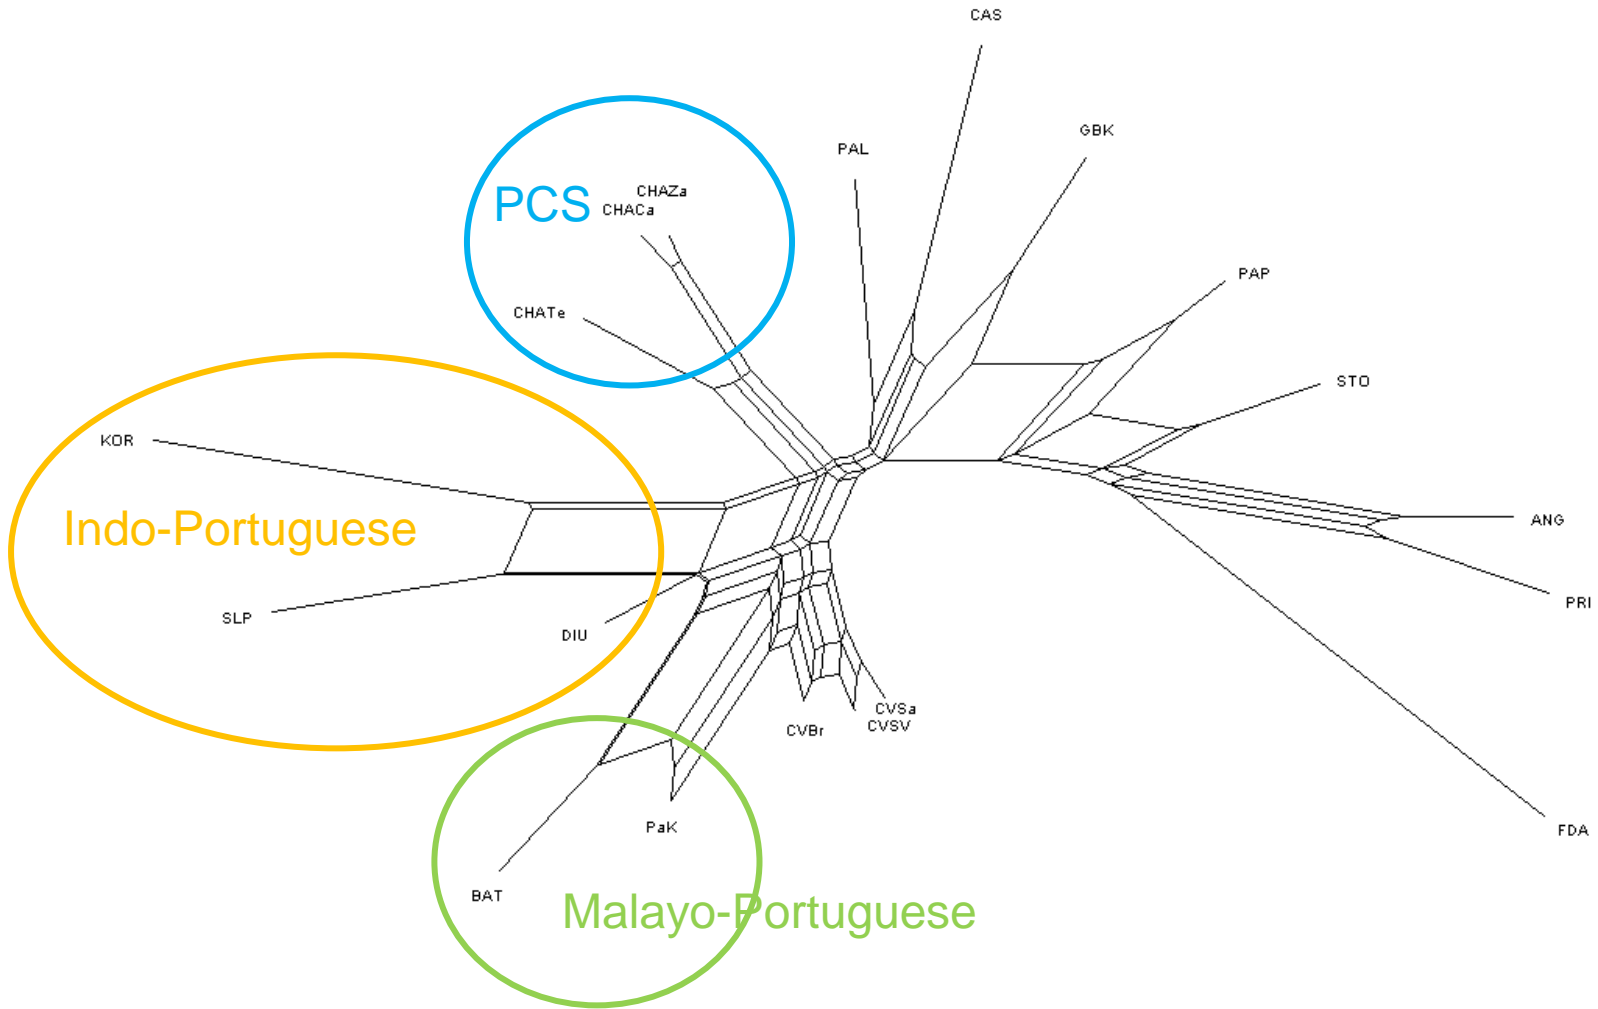 CAS
GBK
PAL
CHAZa
PCS CHACa
PAP
CHATe
STO
KOR
Indo-Portuguese
ANG
PRI
SLP
DIU
CVSa
CVBr CVSV
PaK
FDA
BAT
Malayo-Portuguese